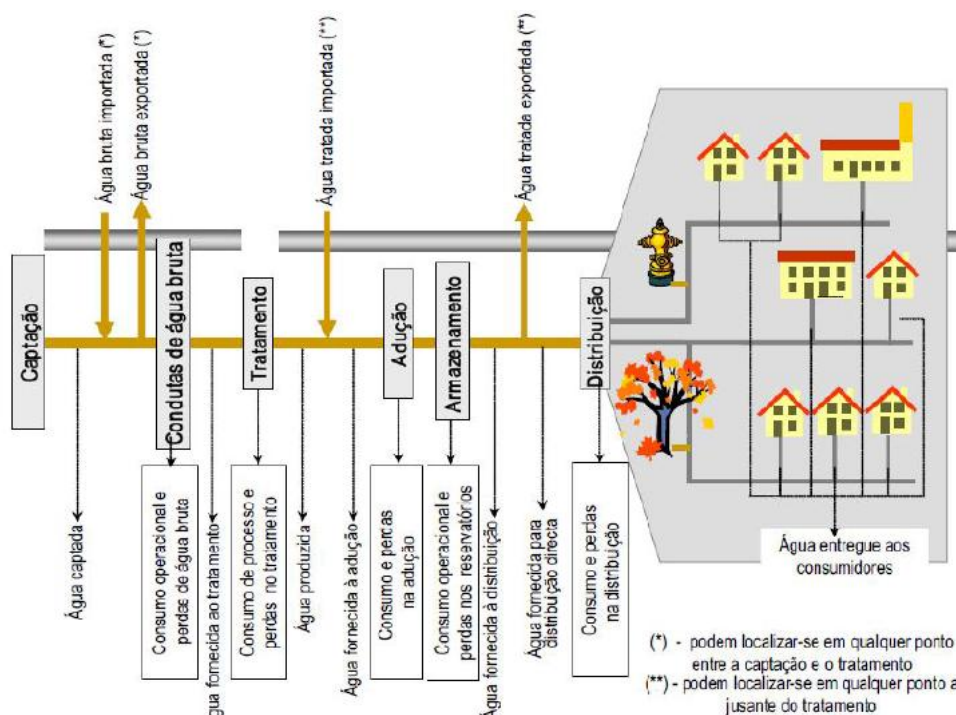 Água bruta importada (*)
Água bruta exportada (*)
Água tratada importada (**)
Água tratada exportada (**)
Captação
Condutas de água bruta
Tratamento
Adução
Armazenamento
Distribuição
Água captada
Consumo operacional e
perdas de água bruta
Água fornecida ao tratamento
Consumo de processo e
perdas no tratamento
Água produzida
Água fornecida à adução
Consumo e percas
na adução
Consumo operacional e
perdas nos reservatórios
Água fornecida à distribuição
Água fornecida para
distribuição directa
Consumo e perdas
na distribuição
Água entregue aos
consumidores
(*) - podem localizar-se em qualquer ponto
entre a captação e o tratamento
(**) - podem localizar-se em qualquer ponto a
jusante do tratamento